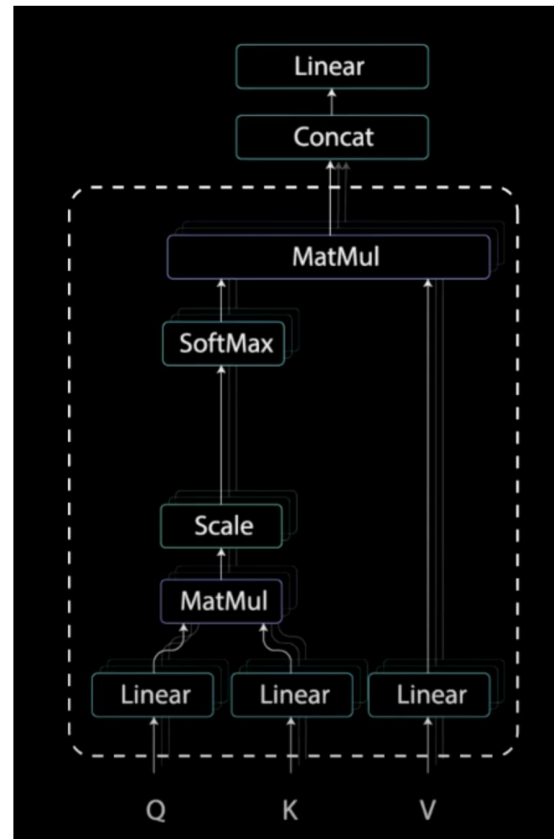 Linear
Concat
MatMul
SoftMax
Scale
MatMul
Linear Linear Linear
Q K V